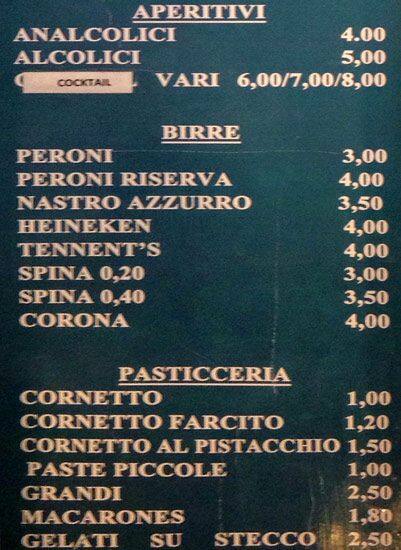 APERITIVI
ANALCOLICI 4.00
ALCOLICI 5,00
COCKTAIL VARI 6,00/7,00/8,00
BIRRE
PERONI 3,00
PERONI RISERVA 4,00
NASTRO AZZURRO 3,50
HEINEKEN 4,00
TENNENT'S 4,00
SPINA 0,20 3,00
SPINA 0,40 3,50
CORONA 4,00
PASTICCERIA
CORNETTO 1,00
CORNETTO FARCITO 1,20
CORNETTO AL PISTACCHIO 1,50
PASTE PICCOLE 1,00
GRANDI 2,50
MACARONES 1,80
GELATI SU STECCO 2,50